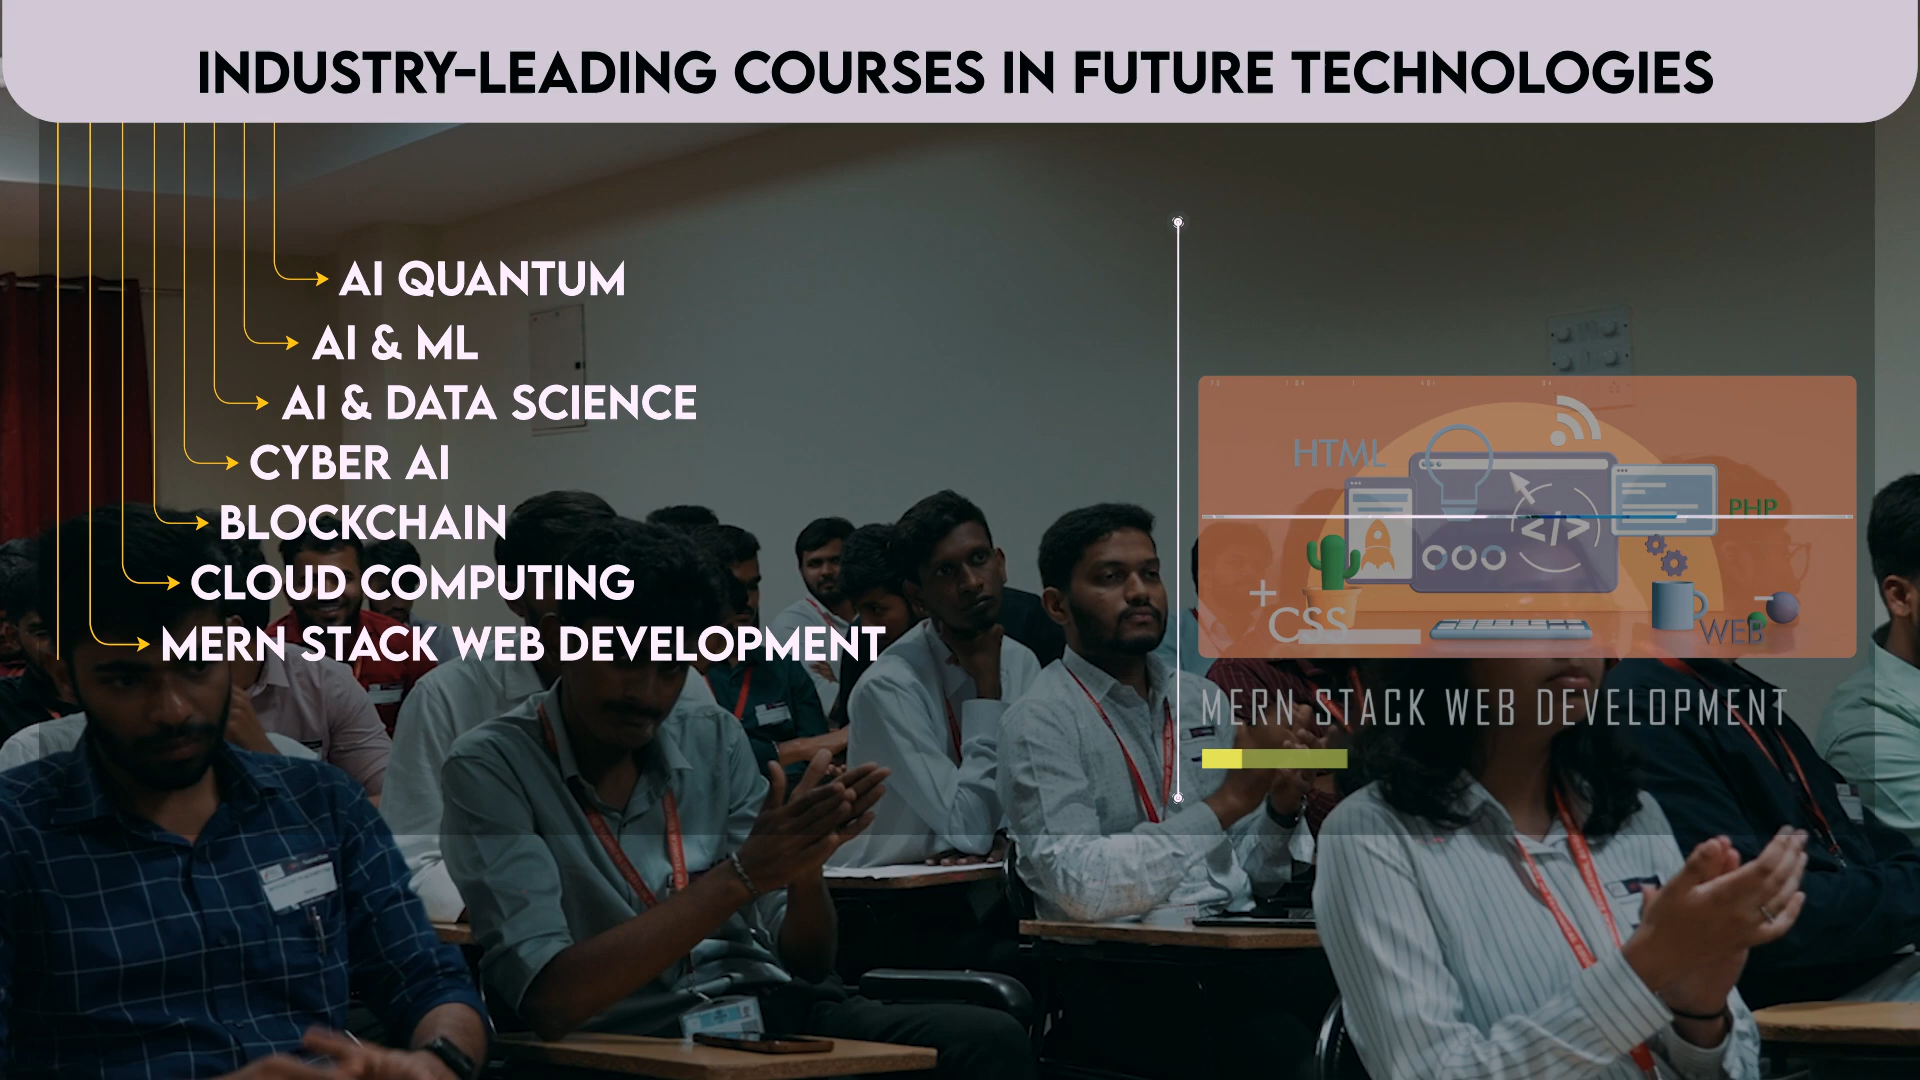 INDUSTRY-LEADING COURSES IN FUTURE TECHNOLOGIES
AI QUANTUM
AI & ML
AI & DATA SCIENCE
CYBER AI
BLOCKCHAIN
CLOUD COMPUTING
MERN STACK WEB DEVELOPMENT
HTML
</>
PHP
CSS
WEB
MERN STACK WEB DEVELOPMENT